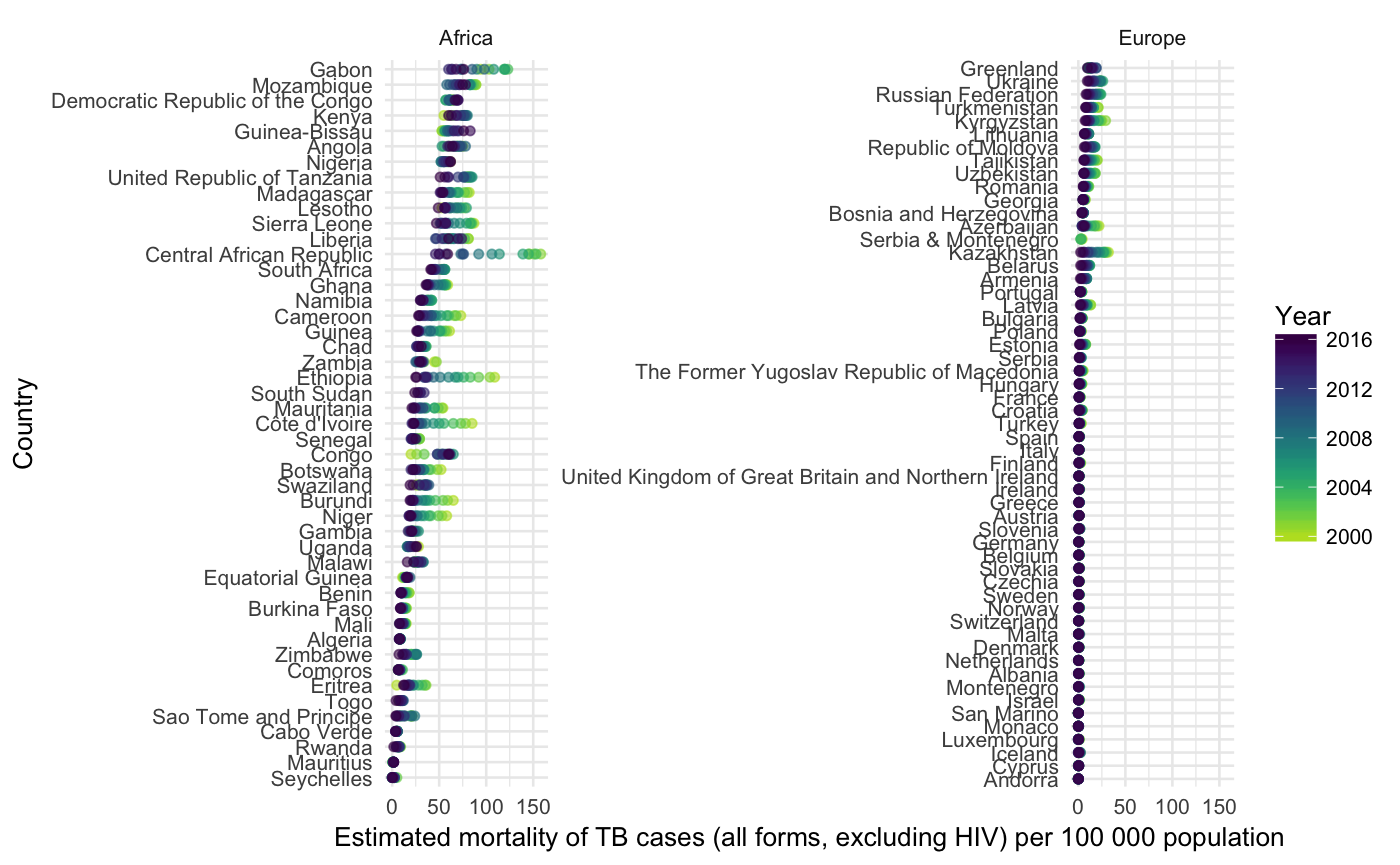 Africa
Europe
Gabon
Mozambique
Democratic Republic of the Congo
Kenya
Guinea-Bissau
Angola
Nigeria
United Republic of Tanzania
Madagascar
Lesotho
Sierra Leone
Liberia
Central African Republic
South Africa
Ghana
Namibia
Cameroon
Guinea
Chad
Zambia
Ethiopia
South Sudan
Mauritania
Côte d'Ivoire
Senegal
Congo
Botswana
Swaziland
Burundi
Niger
Gambia
Uganda
Malawi
Equatorial Guinea
Benin
Burkina Faso
Mali
Algeria
Zimbabwe
Comoros
Eritrea
Togo
Sao Tome and Principe
Cabo Verde
Rwanda
Mauritius
Seychelles
Greenland
Ukraine
Russian Federation
Turkmenistan
Kyrgyzstan
Lithuania
Republic of Moldova
Tajikistan
Uzbekistan
Romania
Georgia
Bosnia and Herzegovina
Azerbaijan
Serbia & Montenegro
Kazakhstan
Belarus
Armenia
Portugal
Latvia
Bulgaria
Poland
Estonia
Serbia
The Former Yugoslav Republic of Macedonia
Hungary
France
Croatia
Turkey
Spain
Italy
Finland
United Kingdom of Great Britain and Northern Ireland
Ireland
Greece
Austria
Slovenia
Germany
Belgium
Slovakia
Czechia
Sweden
Norway
Switzerland
Malta
Denmark
Netherlands
Albania
Montenegro
Israel
San Marino
Monaco
Luxembourg
Iceland
Cyprus
Andorra
0 50 100 150
0 50 100 150
Estimated mortality of TB cases (all forms, excluding HIV) per 100 000 population
Country
Year
2016
2012
2008
2004
2000